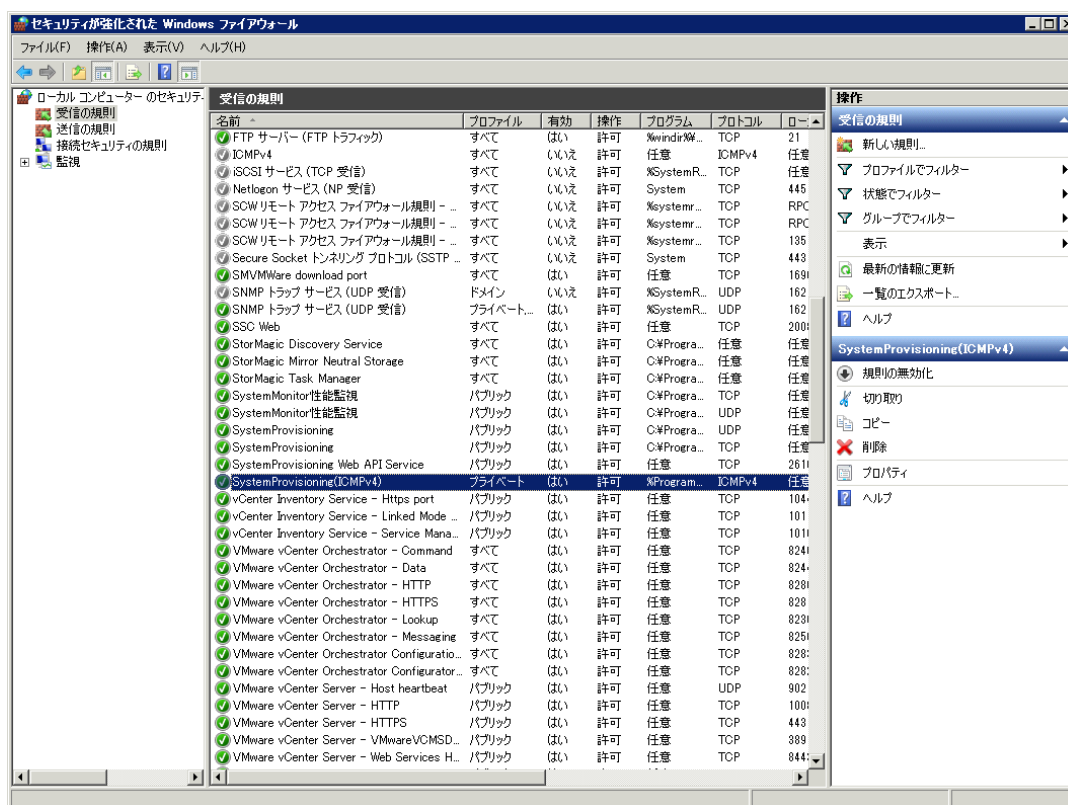 セキュリティが強化された Windows ファイアウォール
ファイル(F) 操作(A) 表示(V) ヘルプ(H)
ローカル コンピューター のセキュリテ
受信の規則
送信の規則
接続セキュリティの規則
監視
受信の規則
名前 プロファイル 有効 操作 プログラム プロトコル ロー
FTP サーバー (FTP トラフィック) すべて はい 許可 %windir%¥... TCP 21
ICMPv4 すべて いいえ 許可 任意 ICMPv4 任意
iSCSI サービス (TCP 受信) すべて いいえ 許可 %SystemR... TCP 任意
Netlogon サービス (NP 受信) すべて いいえ 許可 System TCP 445
SCW リモート アクセス ファイアウォール規則 - ... すべて いいえ 許可 %systemr... TCP RPC
SCW リモート アクセス ファイアウォール規則 - ... すべて いいえ 許可 %systemr... TCP RPC
SCW リモート アクセス ファイアウォール規則 - ... すべて いいえ 許可 %systemr... TCP 135
Secure Socket トンネリング プロトコル (SSTP ... すべて いいえ 許可 System TCP 443
SMVMWare download port すべて はい 許可 任意 TCP 169
SNMP トラップ サービス (UDP 受信) ドメイン いいえ 許可 %SystemR... UDP 162
SNMP トラップ サービス (UDP 受信) プライベート,... はい 許可 %SystemR... UDP 162
SSC Web すべて はい 許可 任意 TCP 200
StorMagic Discovery Service すべて はい 許可 C:¥Progra... 任意 任意
StorMagic Mirror Neutral Storage すべて はい 許可 C:¥Progra... 任意 任意
StorMagic Task Manager すべて はい 許可 C:¥Progra... 任意 任意
SystemMonitor性能監視 パブリック はい 許可 C:¥Progra... TCP 任意
SystemMonitor性能監視 パブリック はい 許可 C:¥Progra... UDP 任意
SystemProvisioning パブリック はい 許可 C:¥Progra... UDP 任意
SystemProvisioning パブリック はい 許可 C:¥Progra... TCP 任意
SystemProvisioning Web API Service パブリック はい 許可 任意 TCP 261
SystemProvisioning(ICMPv4) プライベート はい 許可 %Program... ICMPv4 任意
vCenter Inventory Service - Https port パブリック はい 許可 任意 TCP 104
vCenter Inventory Service - Linked Mode ... パブリック はい 許可 任意 TCP 101
vCenter Inventory Service - Service Mana... パブリック はい 許可 任意 TCP 101
VMware vCenter Orchestrator - Command すべて はい 許可 任意 TCP 824
VMware vCenter Orchestrator - Data すべて はい 許可 任意 TCP 824
VMware vCenter Orchestrator - HTTP すべて はい 許可 任意 TCP 828
VMware vCenter Orchestrator - HTTPS すべて はい 許可 任意 TCP 828
VMware vCenter Orchestrator - Lookup すべて はい 許可 任意 TCP 823
VMware vCenter Orchestrator - Messaging すべて はい 許可 任意 TCP 825
VMware vCenter Orchestrator Configuratio... すべて はい 許可 任意 TCP 828
VMware vCenter Orchestrator Configurator... すべて はい 許可 任意 TCP 828
VMware vCenter Server - Host heartbeat パブリック はい 許可 任意 UDP 902
VMware vCenter Server - HTTP パブリック はい 許可 任意 TCP 100
VMware vCenter Server - HTTPS パブリック はい 許可 任意 TCP 443
VMware vCenter Server - VMwareVCMSD... パブリック はい 許可 任意 TCP 389
VMware vCenter Server - Web Services H... パブリック はい 許可 任意 TCP 844
操作
受信の規則
新しい規則...
プロファイルでフィルター
状態でフィルター
グループでフィルター
表示
最新の情報に更新
一覧のエクスポート...
ヘルプ
SystemProvisioning(ICMPv4)
規則の無効化
切り取り
コピー
削除
プロパティ
ヘルプ